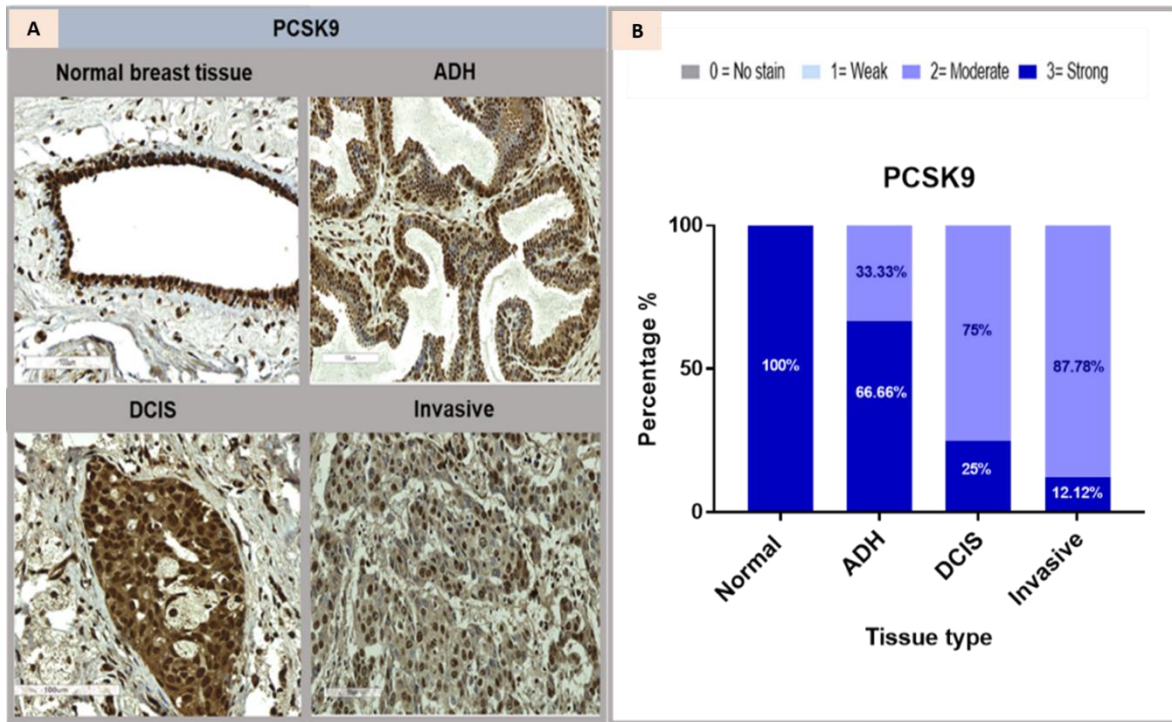 A
PCSK9
Normal breast tissue
ADH
DCIS
Invasive
100um
B
0 = No stain
1= Weak
2= Moderate
3= Strong
PCSK9
Percentage %
100
50
0
100%
33.33%
66.66%
75%
25%
87.78%
12.12%
Normal
ADH
DCIS
Invasive
Tissue type